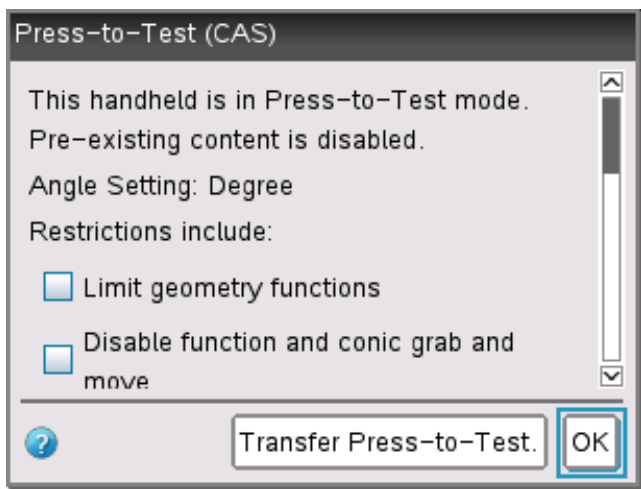 Press-to-Test (CAS)
This handheld is in Press-to-Test mode.
Pre-existing content is disabled.
Angle Setting: Degree
Restrictions include:
Limit geometry functions
Disable function and conic grab and
move
?
Transfer Press-to-Test.
OK